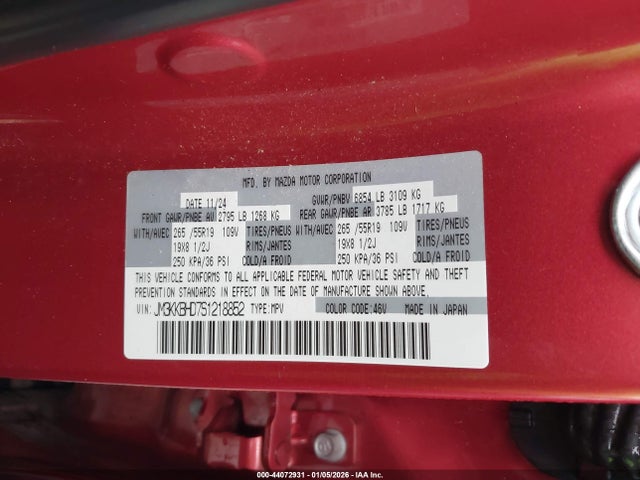 MFD. BY MAZDA MOTOR CORPORATION
DATE 11/24 GVWR/PNBV 6854 LB 3109 KG
FRONT GAWR/PNBE AV 2795 LB 1268 KG REAR GAWR/PNBE AR 3785 LB 1717 KG
WITH/AVEC 265 /55R19 109V TIRES/PNEUS WITH/AVEC 265 /55R19 109V TIRES/PNEUS
19X8 1/2J RIMS/JANTES 19X8 1/2J RIMS/JANTES
250 KPA/36 PSI COLD/A FROID 250 KPA/36 PSI COLD/A FROID
THIS VEHICLE CONFORMS TO ALL APPLICABLE FEDERAL MOTOR VEHICLE SAFETY AND THEFT
PREVENTION STANDARDS IN EFFECT ON THE DATE OF MANUFACTURE SHOWN ABOVE.
VIN: JM3KKBHD7S1218852 TYPE:MPV COLOR CODE:46V MADE IN JAPAN
000-44072931 - 01/05/2026 - IAA Inc.